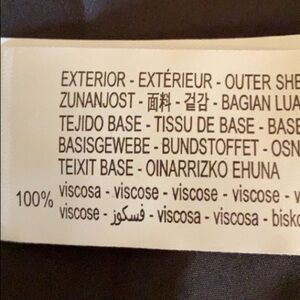 EXTERIOR - EXTÉRIEUR - OUTER SHE
ZUNANJOST - 面料 - 겉감 - BAGIAN LUA
TEJIDO BASE - TISSU DE BASE - BASE
BASISGEWEBE - BUNDSTOFFET - OSN
TEIXIT BASE - OINARRIZKO EHUNA
100% viscosa - viscose - viscose - viscose - v
viscose - فسكوز - viscosa - viscosa - bisko